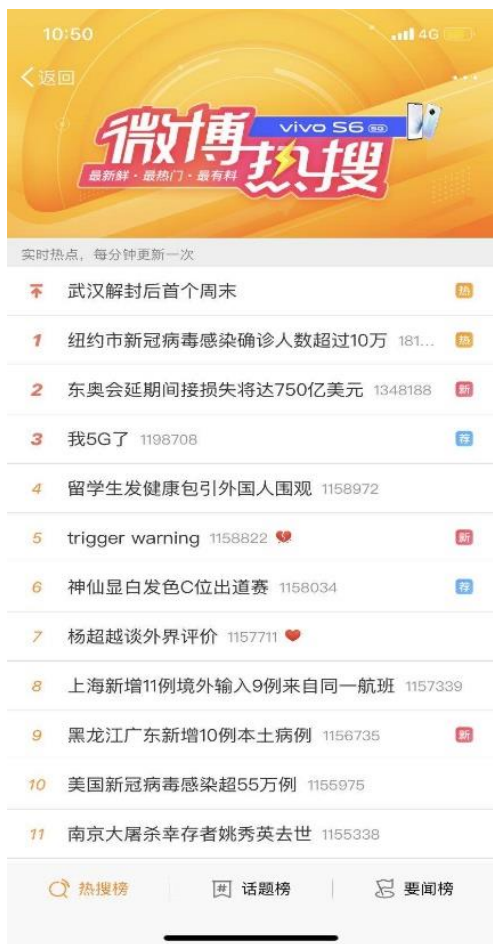 10:50
4G
返回
微博热搜
vivo S6 5G
最新鲜·最热门·最有料
实时热点，每分钟更新一次
武汉解封后首个周末 热
1 纽约市新冠病毒感染确诊人数超过10万 181... 热
2 东奥会延期间接损失将达750亿美元 1348188 新
3 我5G了 1198708 荐
4 留学生发健康包引外国人围观 1158972
5 trigger warning 1158822 新
6 神仙显白发色C位出道赛 1158034 荐
7 杨超越谈外界评价 1157711
8 上海新增11例境外输入9例来自同一航班 1157339
9 黑龙江广东新增10例本土病例 1156735 新
10 美国新冠病毒感染超55万例 1155975
11 南京大屠杀幸存者姚秀英去世 1155338
热搜榜 话题榜 要闻榜